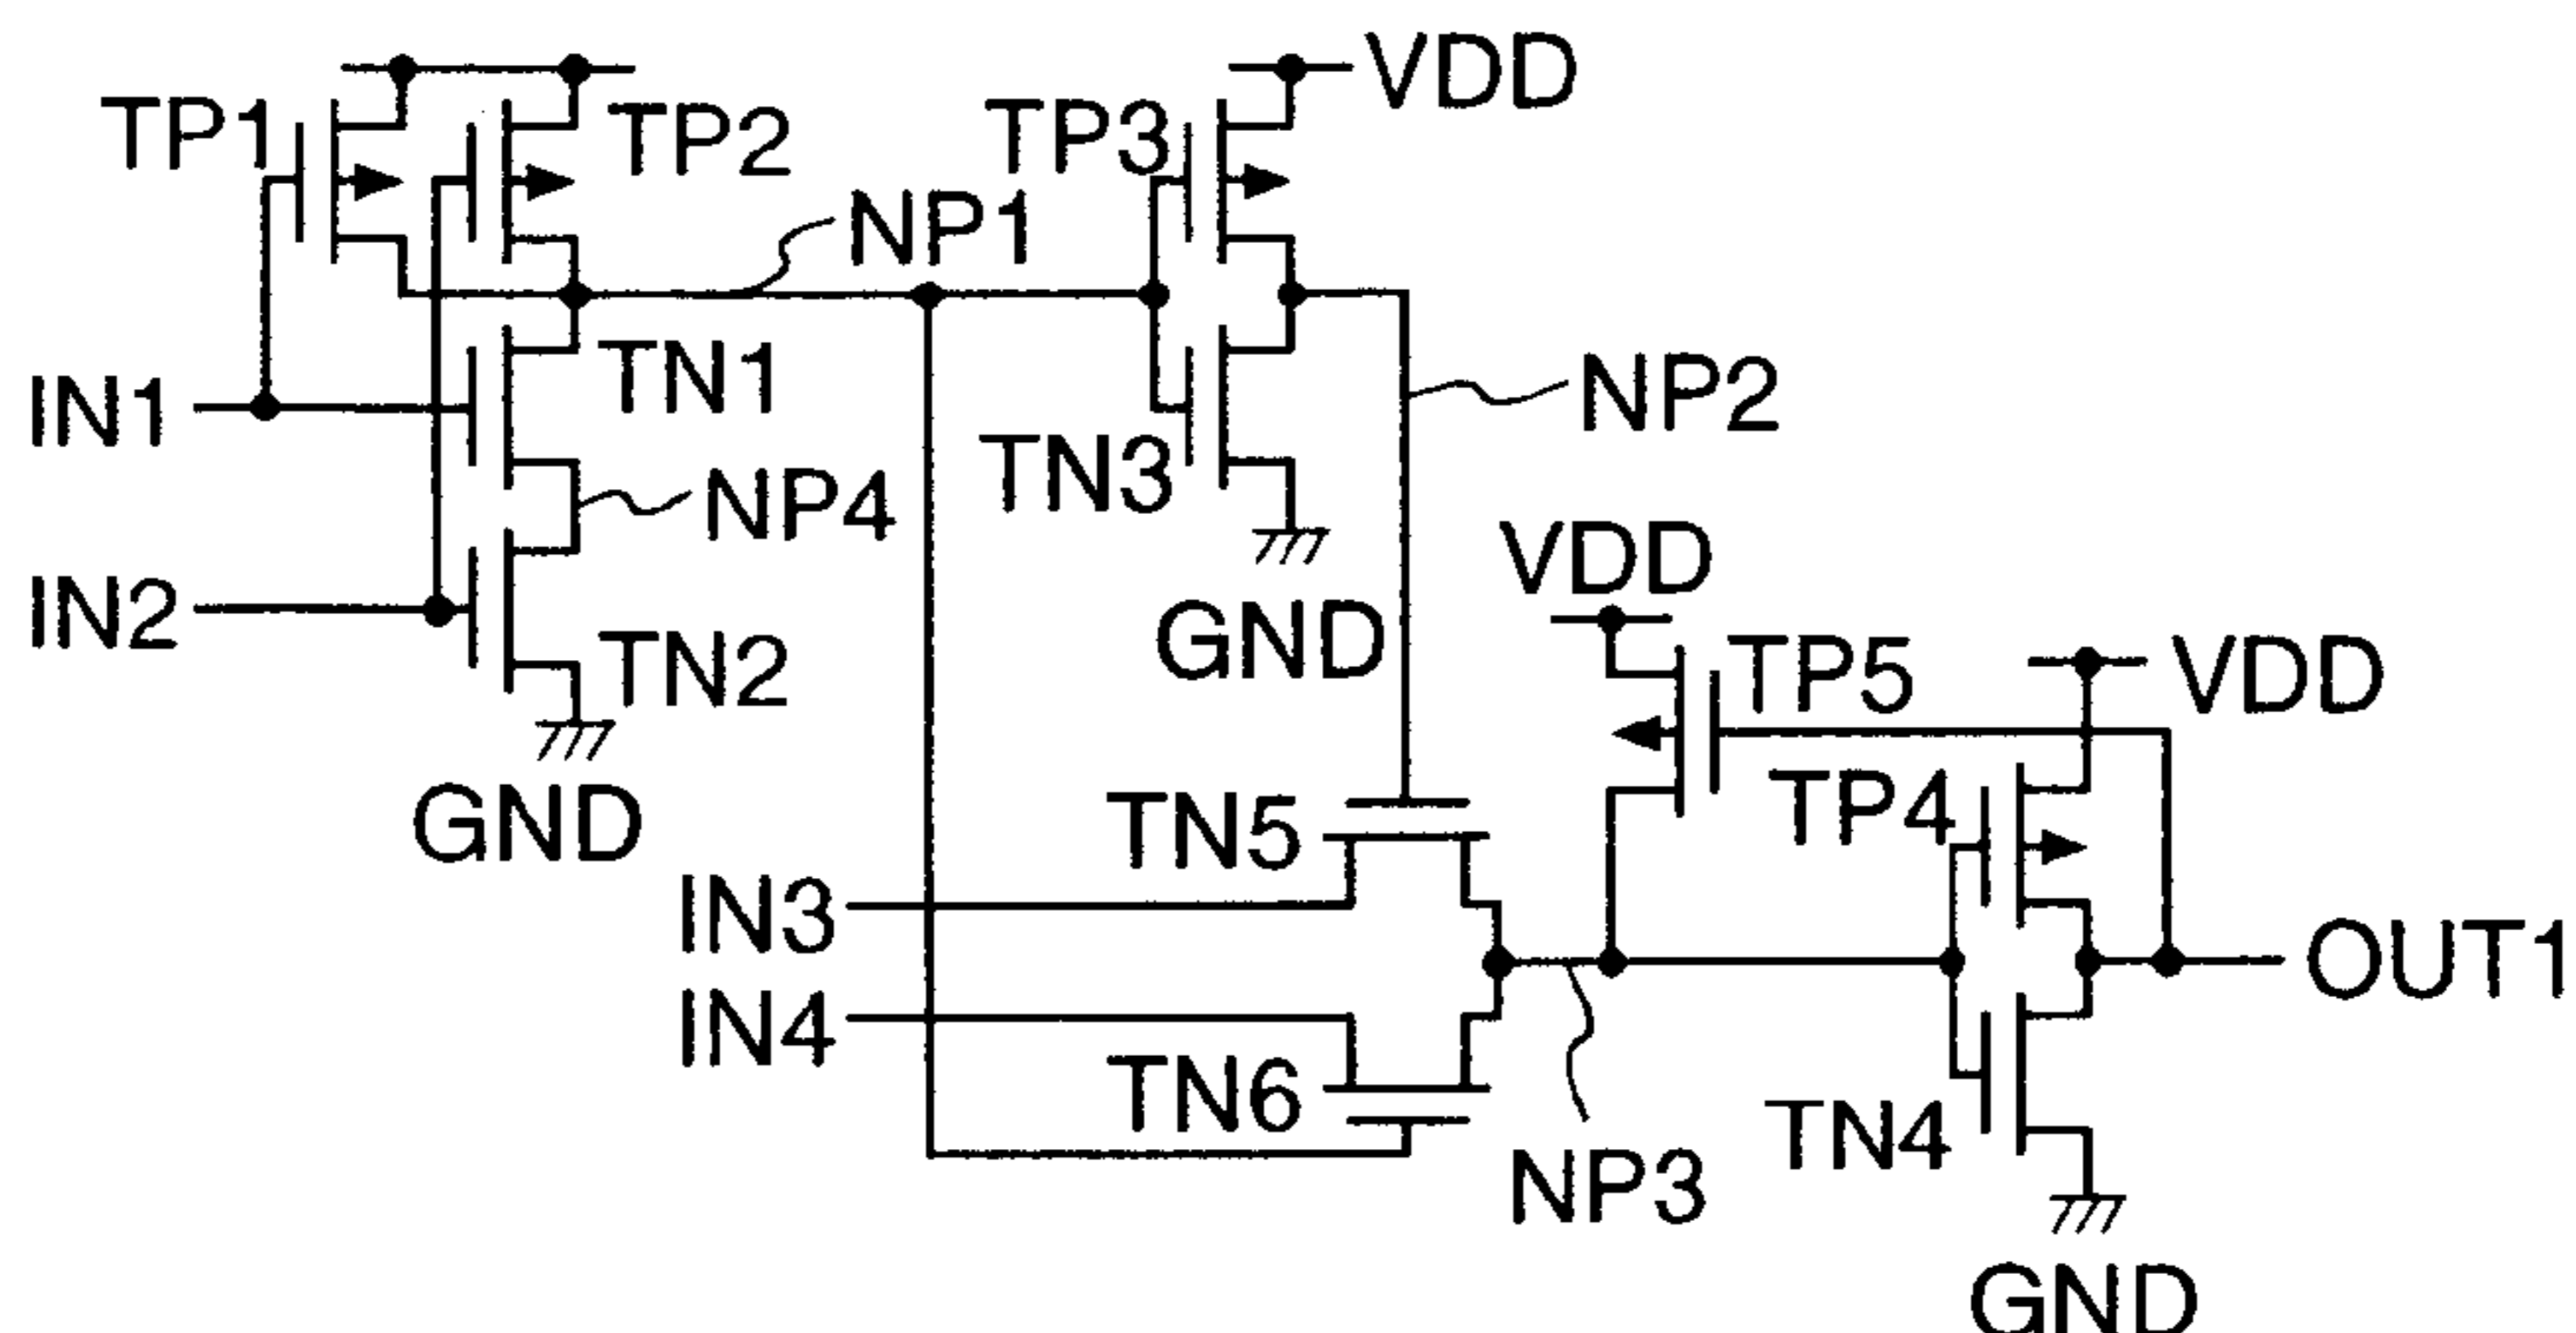 VDD
TP1
TP2
TP3
NP1
IN1
TN1
NP2
TN3
NP4
VDD
IN2
TN2
GND
TP5
VDD
GND
TP4
TN5
IN3
OUT1
IN4
TN6
TN4
NP3
GND